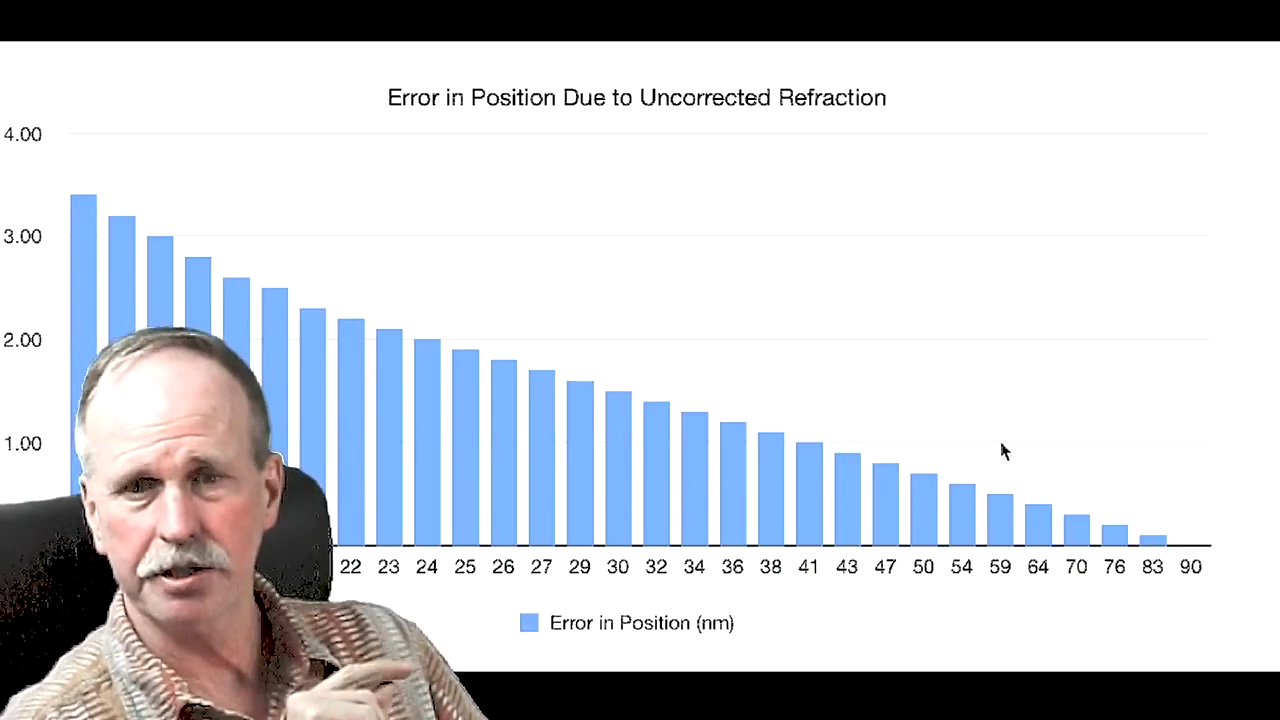 Error in Position Due to Uncorrected Refraction
4.00
3.00
2.00
1.00
22 23 24 25 26 27 29 30 32 34 36 38 41 43 47 50 54 59 64 70 76 83 90
Error in Position (nm)